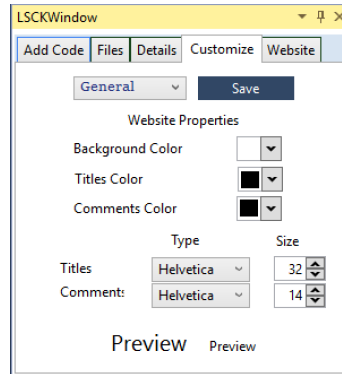 LSCKWindow
Add Code Files Details Customize Website
General Save
Website Properties
Background Color
Titles Color
Comments Color
Type Size
Titles Helvetica 32
Comments Helvetica 14
Preview Preview